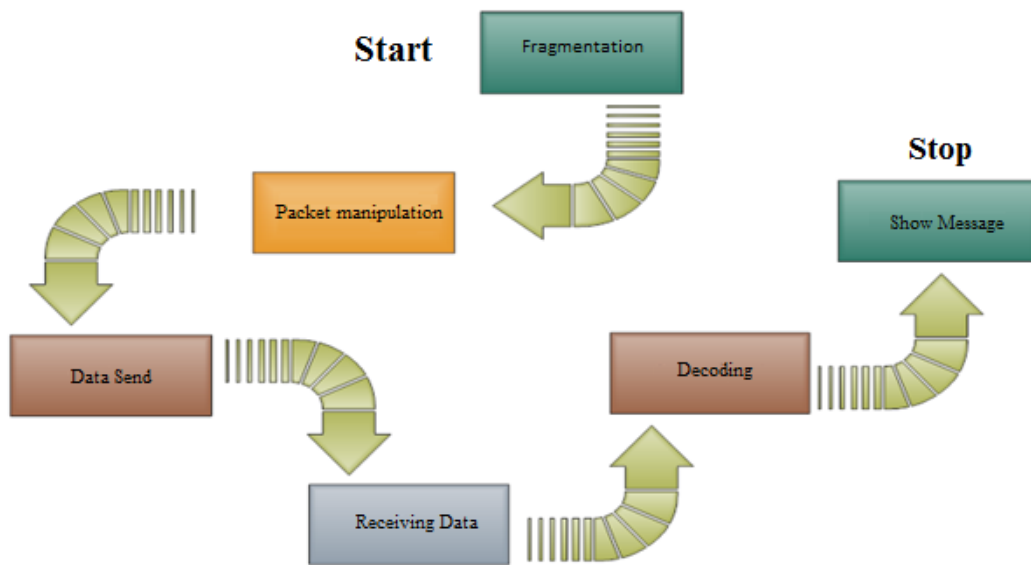 Start
Fragmentation
Packet manipulation
Data Send
Receiving Data
Decoding
Stop
Show Message